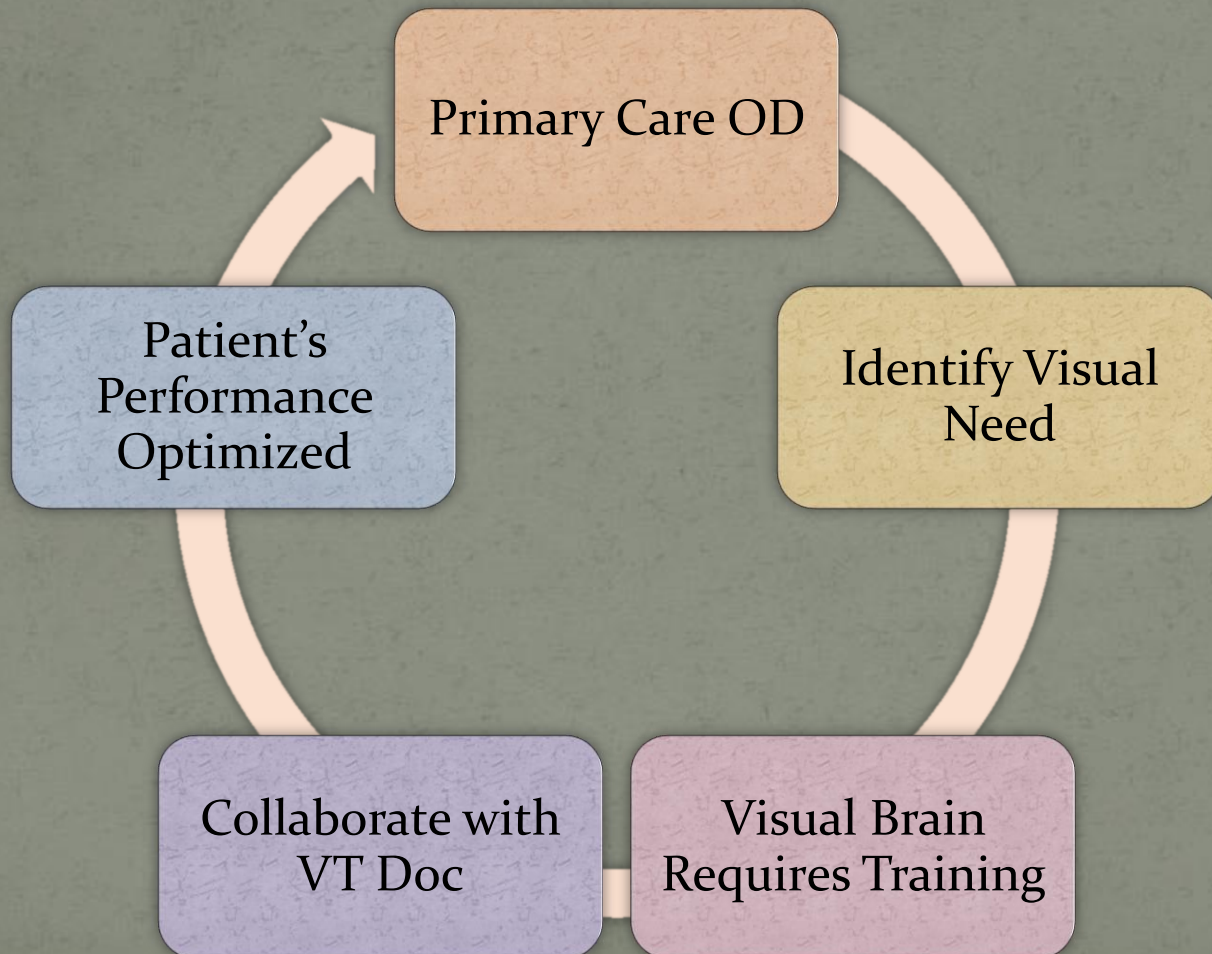 Primary Care OD
Identify Visual
Need
Visual Brain
Requires Training
Collaborate with
VT Doc
Patient’s
Performance
Optimized